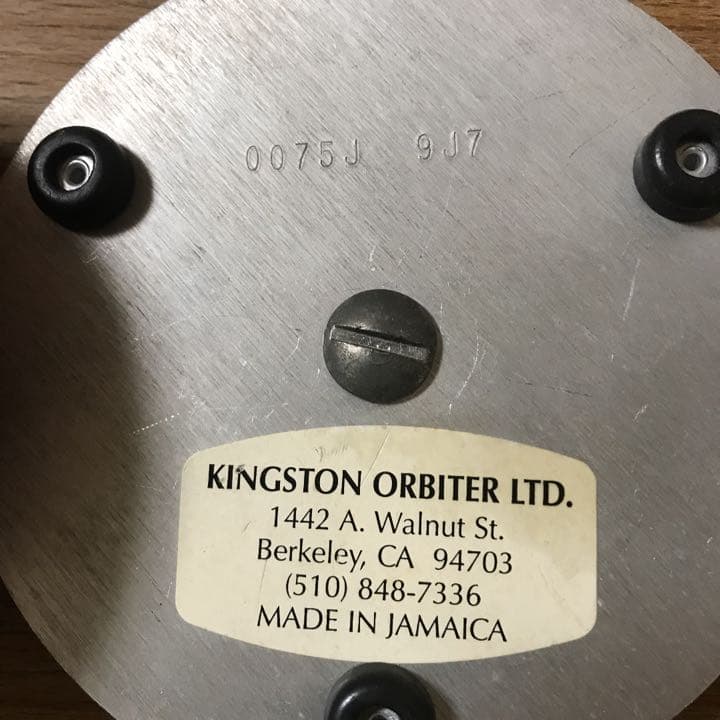 0075J 9J7
KINGSTON ORBITER LTD.
1442 A. Walnut St.
Berkeley, CA 94703
(510) 848-7336
MADE IN JAMAICA